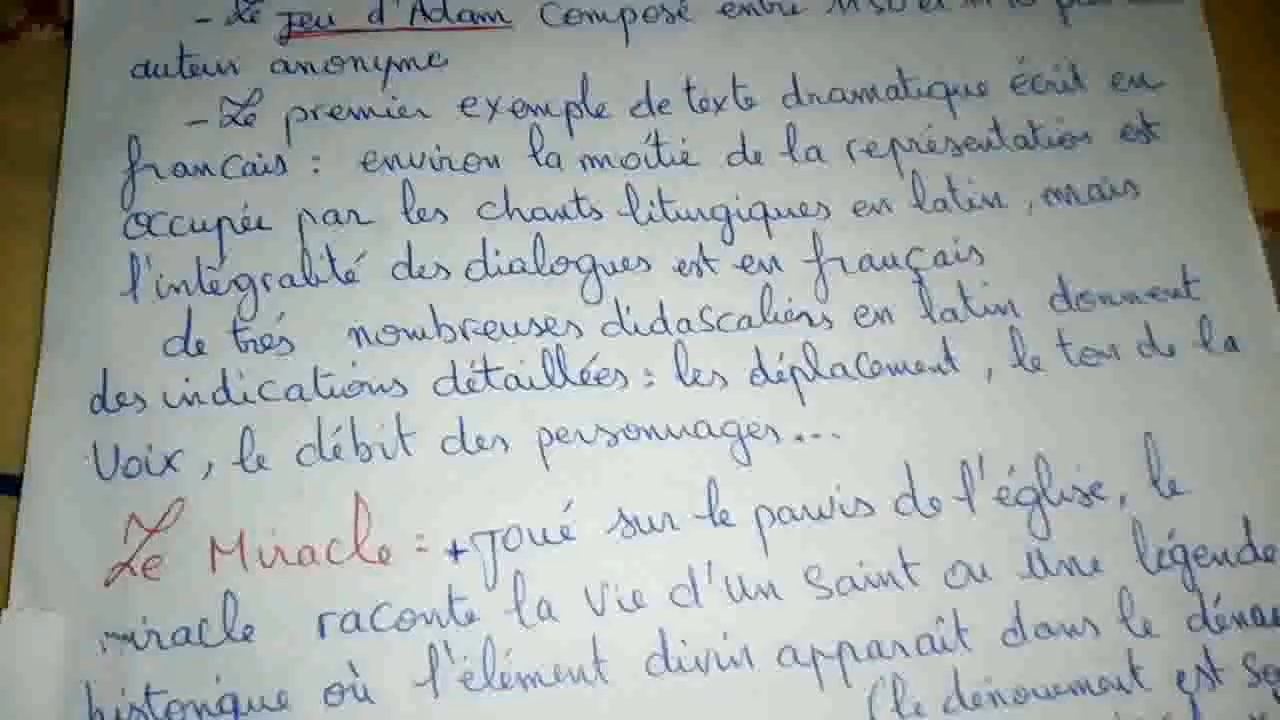 - Le jeu d'Adam composé entre
auteur anonyme
- Le premier exemple de texte dramatique écrit en
francais : environ la moitié de la représentation est
occupée par les chants liturgiques en latin, mais
l'intégralité des dialogues est en français
de trés nombreuses didascaliens en latin donnent
des indications détaillées : les déplacement, le ton de la
Voix, le débit des personnages...
Le Miracle : + Joué sur le parvis de l'église, le
miracle raconte la vie d'un saint ou une légende
historique où l'élément divin apparait dans le
(le dénouement est